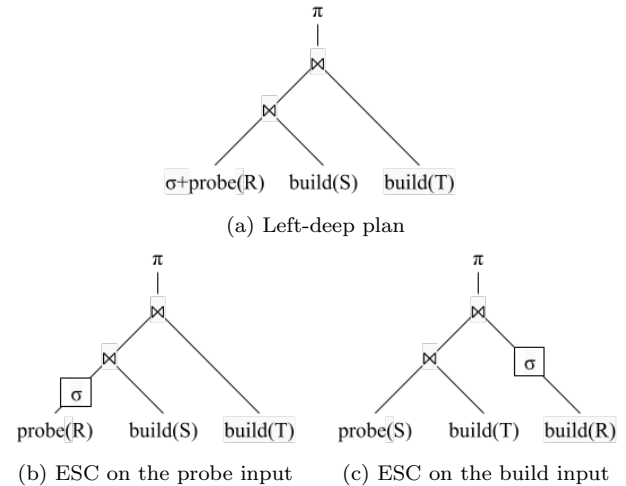 π
⋈
⋈
σ+probe(R) build(S) build(T)
(a) Left-deep plan
π π
⋈ ⋈
⋈ ⋈ σ
σ
probe(R) build(S) build(T) probe(S) build(T) build(R)
(b) ESC on the probe input (c) ESC on the build input